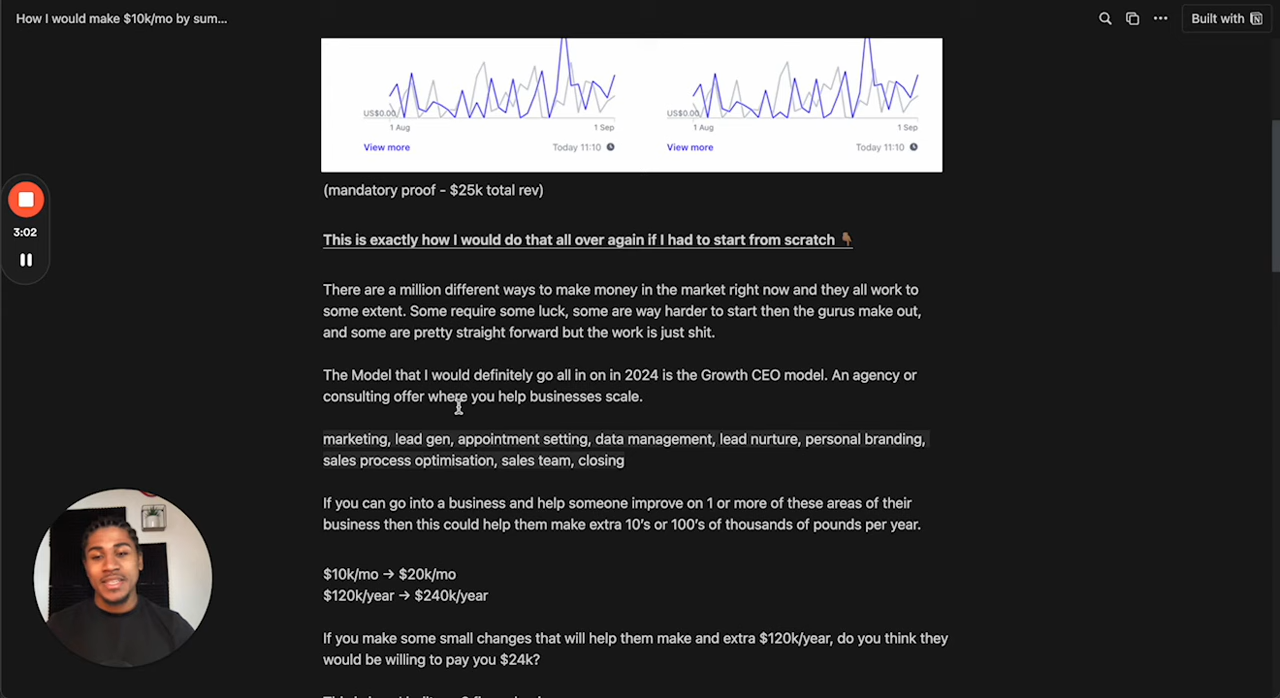 How I would make $10k/mo by sum...
Built with
US$0.00
US$0.00
1 Aug
1 Sep
1 Aug
1 Sep
View more
Today 11:10
View more
Today 11:10
(mandatory proof - $25k total rev)
This is exactly how I would do that all over again if I had to start from scratch 👇🏾
3:02
There are a million different ways to make money in the market right now and they all work to
some extent. Some require some luck, some are way harder to start then the gurus make out,
and some are pretty straight forward but the work is just shit.
The Model that I would definitely go all in on in 2024 is the Growth CEO model. An agency or
consulting offer where you help businesses scale.
marketing, lead gen, appointment setting, data management, lead nurture, personal branding,
sales process optimisation, sales team, closing
If you can go into a business and help someone improve on 1 or more of these areas of their
business then this could help them make extra 10's or 100's of thousands of pounds per year.
$10k/mo → $20k/mo
$120k/year → $240k/year
If you make some small changes that will help them make and extra $120k/year, do you think they
would be willing to pay you $24k?